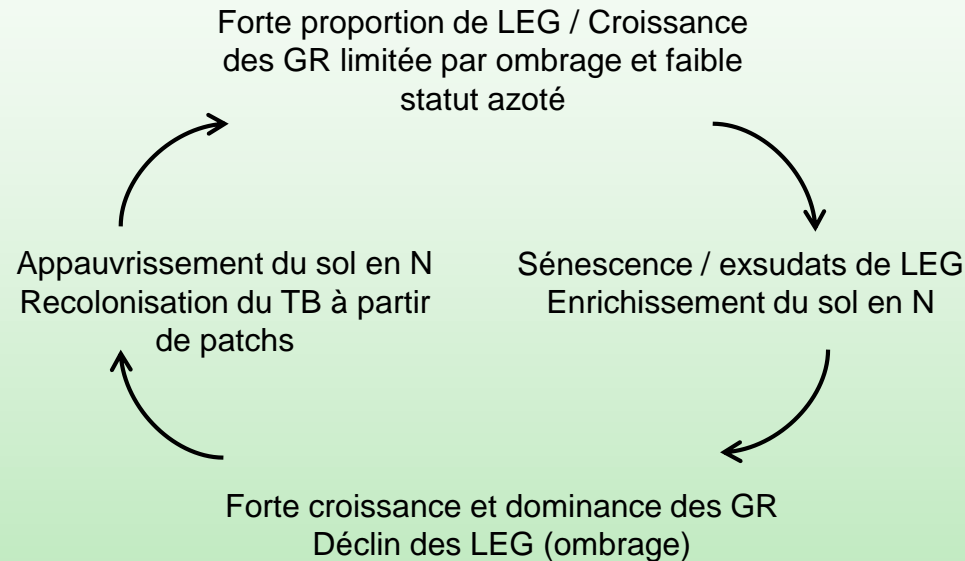 Forte proportion de LEG / Croissance
des GR limitée par ombrage et faible
statut azoté
Sénescence / exsudats de LEG
Enrichissement du sol en N
Forte croissance et dominance des GR
Déclin des LEG (ombrage)
Appauvrissement du sol en N
Recolonisation du TB à partir
de patchs